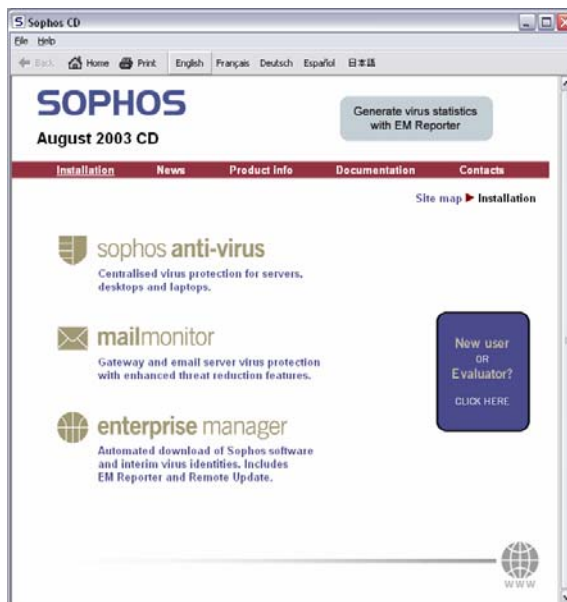 Sophos CD
File Help
Back Home Print English Français Deutsch Español 日本語
SOPHOS
August 2003 CD
Generate virus statistics
with EM Reporter
Installation News Product info Documentation Contacts
Site map Installation
sophos anti-virus
Centralised virus protection for servers,
desktops and laptops.
mailmonitor
Gateway and email server virus protection
with enhanced threat reduction features.
New user
OR
Evaluator?
CLICK HERE
enterprise manager
Automated download of Sophos software
and interim virus identities. Includes
EM Reporter and Remote Update.
WWW